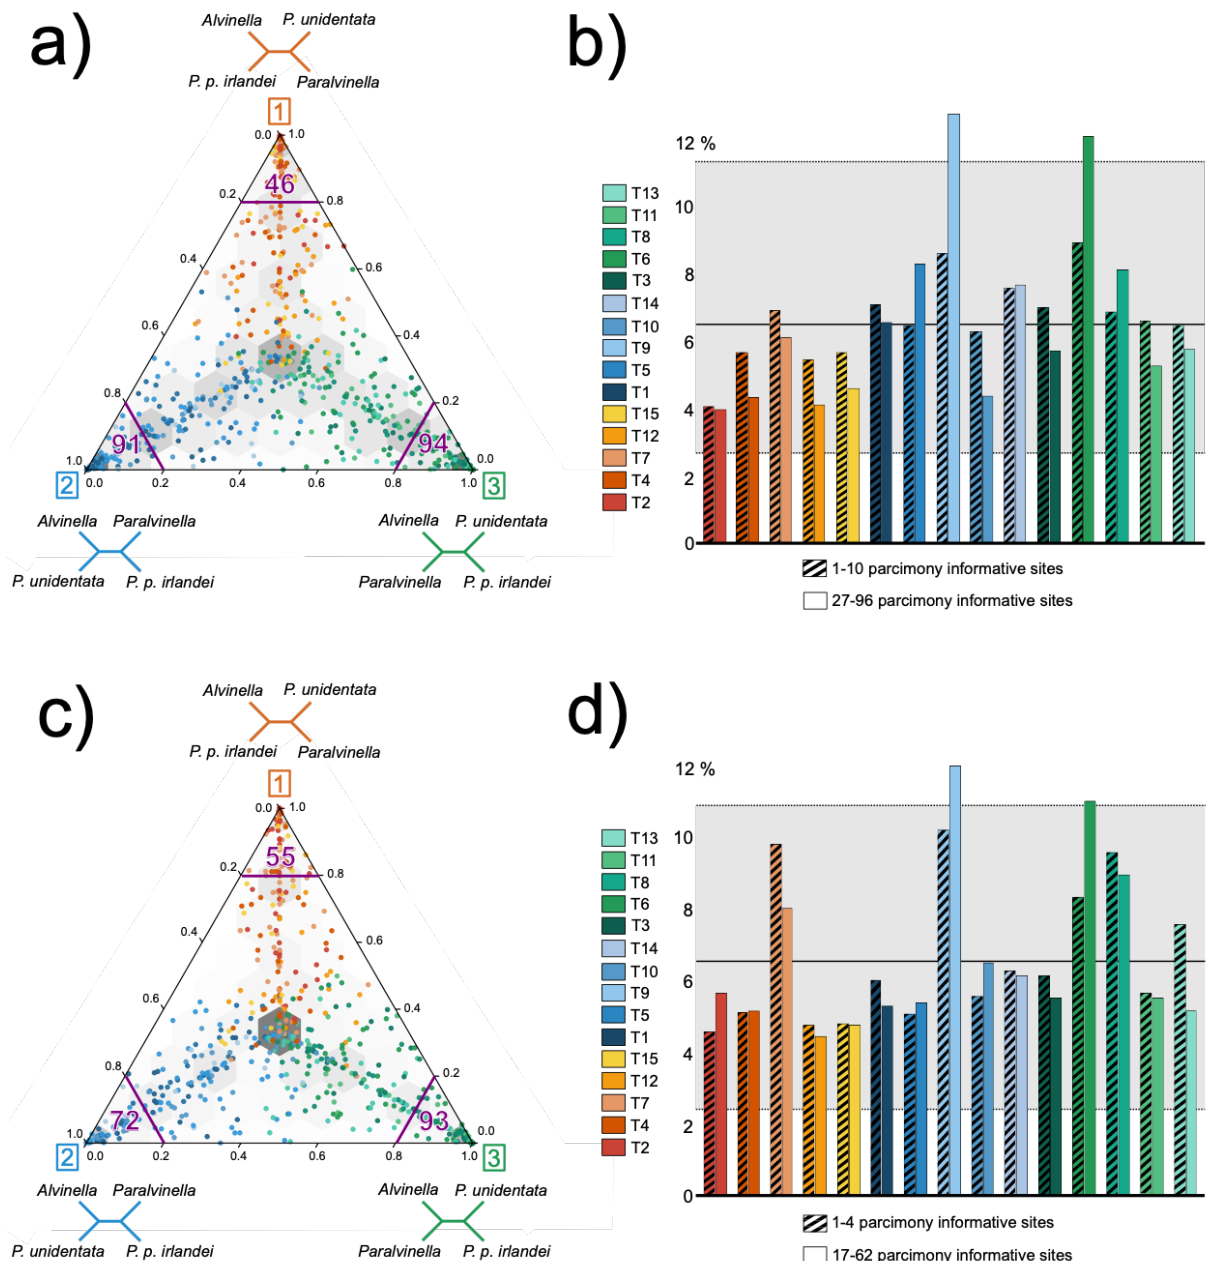 a)
Alvinella P. unidentata
P. p. irlandei Paralvinella
1
0.0 1.0
46
0.2 0.8
0.4 0.6
0.6 0.4
0.8 0.2
91 94
1.0 0.0
2 0.0 0.2 0.4 0.6 0.8 1.0 3
Alvinella Paralvinella
P. unidentata P. p. irlandei
Alvinella P. unidentata
Paralvinella P. p. irlandei
b)
12 %
10
8
6
4
2
0
T13
T11
T8
T6
T3
T14
T10
T9
T5
T1
T15
T12
T7
T4
T2
1-10 parcimony informative sites
27-96 parcimony informative sites
c)
Alvinella P. unidentata
P. p. irlandei Paralvinella
1
0.0 1.0
55
0.2 0.8
0.4 0.6
0.6 0.4
0.8 0.2
72 93
1.0 0.0
2 0.0 0.2 0.4 0.6 0.8 1.0 3
Alvinella Paralvinella
P. unidentata P. p. irlandei
Alvinella P. unidentata
Paralvinella P. p. irlandei
d)
12 %
10
8
6
4
2
0
T13
T11
T8
T6
T3
T14
T10
T9
T5
T1
T15
T12
T7
T4
T2
1-4 parcimony informative sites
17-62 parcimony informative sites